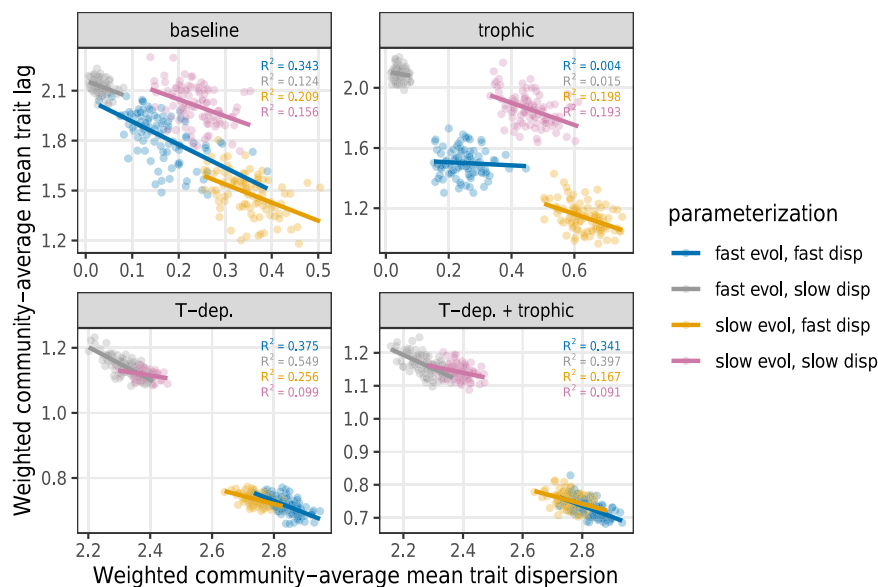 baseline
trophic
R² = 0.343
R² = 0.124
R² = 0.209
R² = 0.156
R² = 0.004
R² = 0.015
R² = 0.198
R² = 0.193
2.1
1.8
1.5
1.2
2.0
1.6
1.2
0.0 0.1 0.2 0.3 0.4 0.5
0.0 0.2 0.4 0.6
T−dep.
T−dep. + trophic
R² = 0.375
R² = 0.549
R² = 0.256
R² = 0.099
R² = 0.341
R² = 0.397
R² = 0.167
R² = 0.091
1.2
1.0
0.8
1.2
1.1
1.0
0.9
0.8
0.7
2.2 2.4 2.6 2.8
2.2 2.4 2.6 2.8
Weighted community−average mean trait lag
Weighted community−average mean trait dispersion
parameterization
fast evol, fast disp
fast evol, slow disp
slow evol, fast disp
slow evol, slow disp